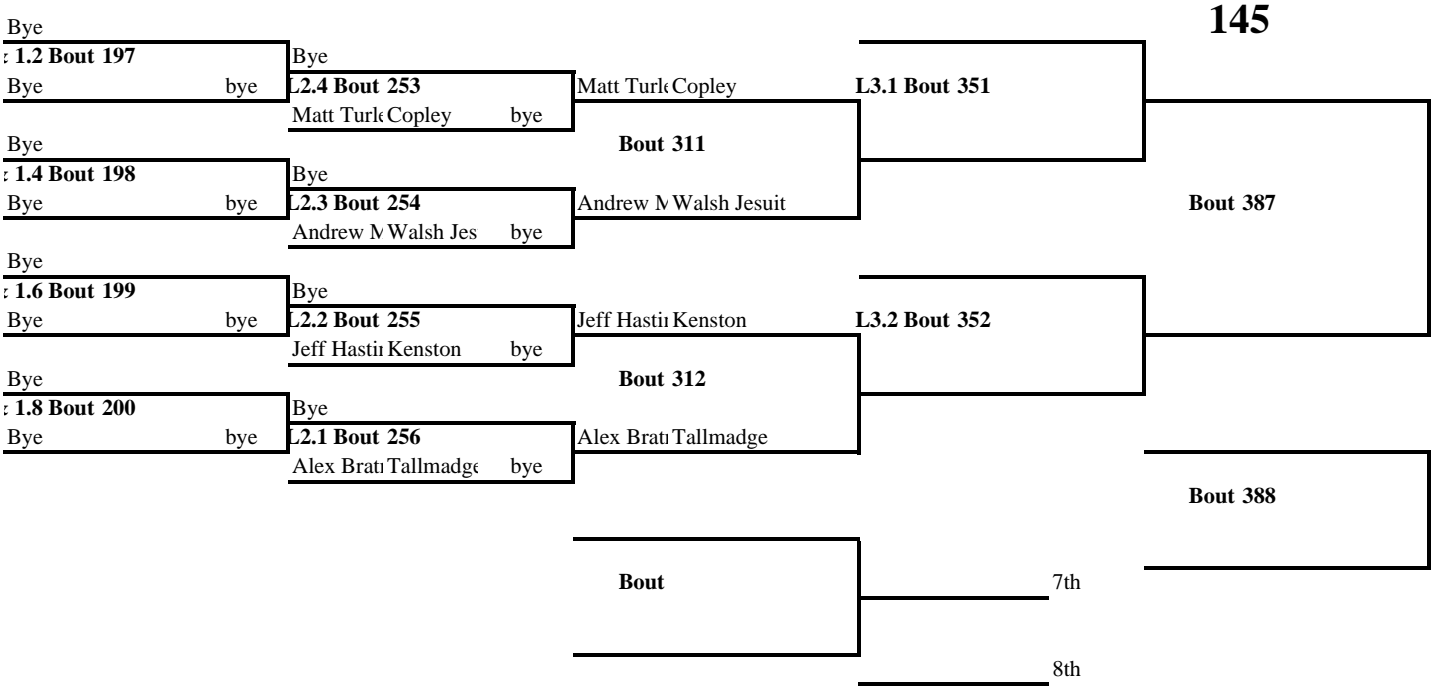 145
Bye
1.2 Bout 197 Bye
Bye bye L2.4 Bout 253 Matt Turle Copley L3.1 Bout 351
Matt Turle Copley bye
Bye Bout 311
1.4 Bout 198 Bye
Bye bye L2.3 Bout 254 Andrew M Walsh Jesuit Bout 387
Andrew M Walsh Jes bye
Bye
1.6 Bout 199 Bye
Bye bye L2.2 Bout 255 Jeff Hastin Kenston L3.2 Bout 352
Jeff Hastin Kenston bye
Bye Bout 312
1.8 Bout 200 Bye
Bye bye L2.1 Bout 256 Alex Brat Tallmadge
Alex Brat Tallmadge bye
Bout 388
Bout 7th
8th